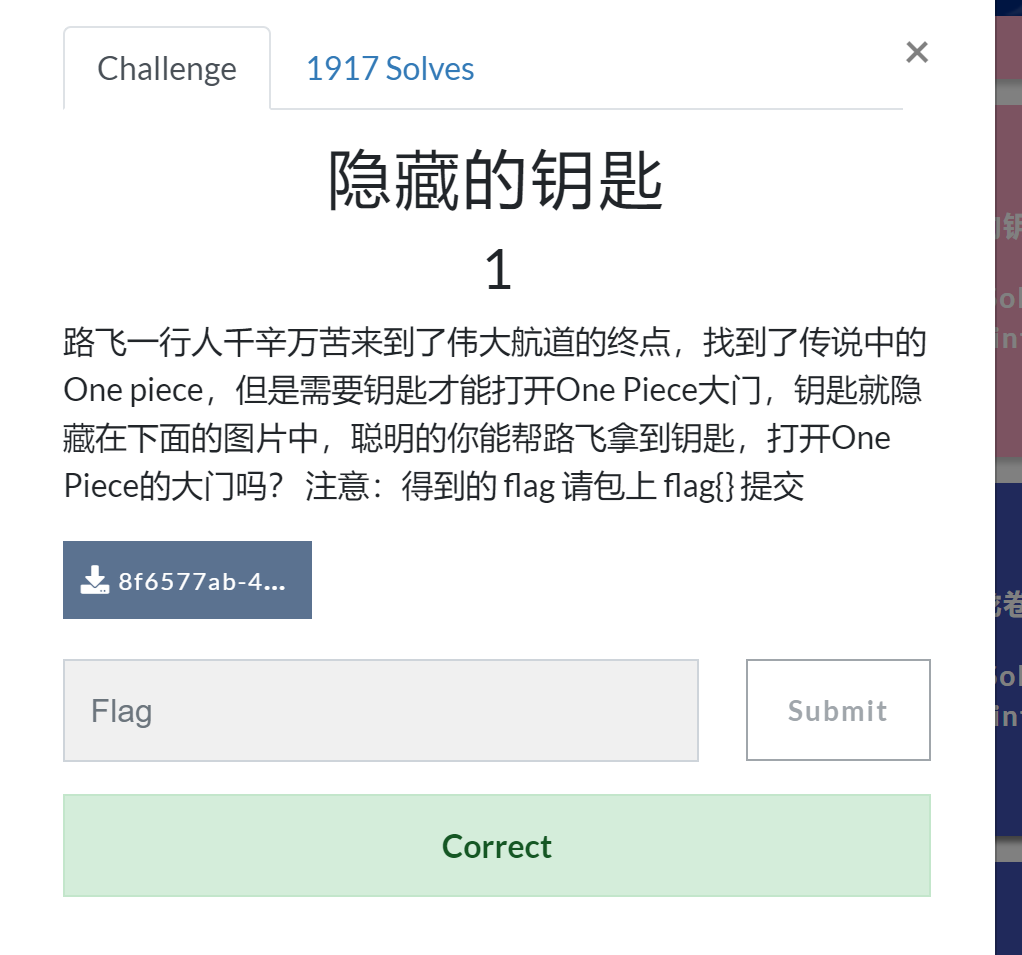 Challenge
1917 Solves
×
隐藏的钥匙
1
路飞一行人千辛万苦来到了伟大航道的终点，找到了传说中的
One piece，但是需要钥匙才能打开One Piece大门，钥匙就隐
藏在下面的图片中，聪明的你能帮路飞拿到钥匙，打开One
Piece的大门吗？ 注意：得到的 flag 请包上 flag{} 提交
8f6577ab-4...
Flag
Submit
Correct